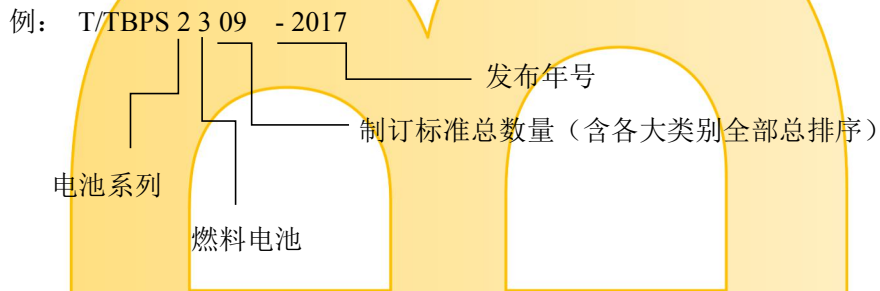 例： T/TBPS 2 3 09 - 2017
发布年号
制订标准总数量（含各大类别全部总排序）
电池系列
燃料电池